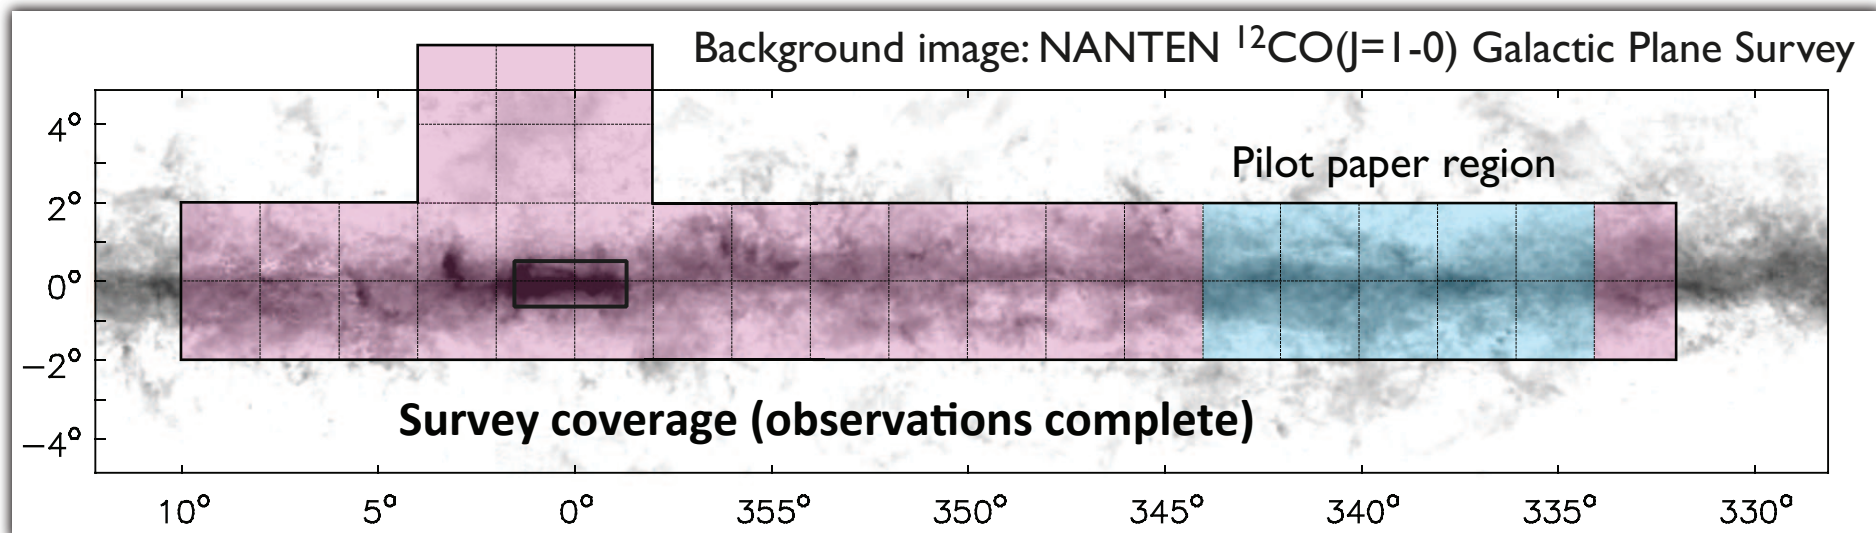 Background image: NANTEN ¹²CO(J=1-0) Galactic Plane Survey
4°
Pilot paper region
2°
0°
−2°
Survey coverage (observations complete)
−4°
10° 5° 0° 355° 350° 345° 340° 335° 330°